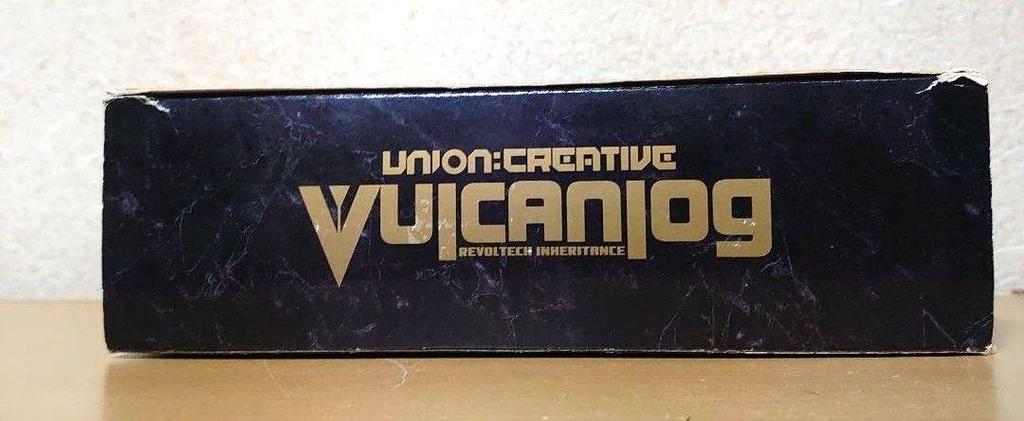 UNION:CREATIVE
Vulcanlog
REVOLTECH INHERITANCE